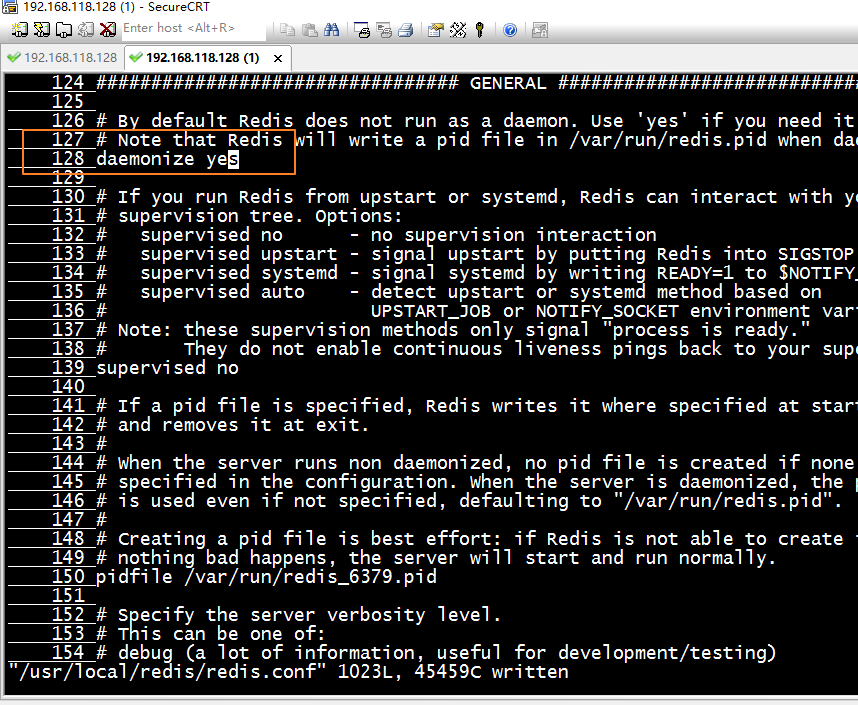 192.168.118.128 (1) - SecureCRT
Enter host <Alt+R>
192.168.118.128
192.168.118.128 (1) ×
124 ################################# GENERAL ###########################
125
126 # By default Redis does not run as a daemon. Use 'yes' if you need it
127 # Note that Redis will write a pid file in /var/run/redis.pid when dae
128 daemonize yes
129
130 # If you run Redis from upstart or systemd, Redis can interact with yo
131 # supervision tree. Options:
132 #   supervised no      - no supervision interaction
133 #   supervised upstart - signal upstart by putting Redis into SIGSTOP
134 #   supervised systemd - signal systemd by writing READY=1 to $NOTIFY_
135 #   supervised auto    - detect upstart or systemd method based on
136 #                        UPSTART_JOB or NOTIFY_SOCKET environment vari
137 # Note: these supervision methods only signal "process is ready."
138 #       They do not enable continuous liveness pings back to your supe
139 supervised no
140
141 # If a pid file is specified, Redis writes it where specified at start
142 # and removes it at exit.
143 #
144 # When the server runs non daemonized, no pid file is created if none
145 # specified in the configuration. When the server is daemonized, the p
146 # is used even if not specified, defaulting to "/var/run/redis.pid".
147 #
148 # Creating a pid file is best effort: if Redis is not able to create i
149 # nothing bad happens, the server will start and run normally.
150 pidfile /var/run/redis_6379.pid
151
152 # Specify the server verbosity level.
153 # This can be one of:
154 # debug (a lot of information, useful for development/testing)
"/usr/local/redis/redis.conf" 1023L, 45459C written